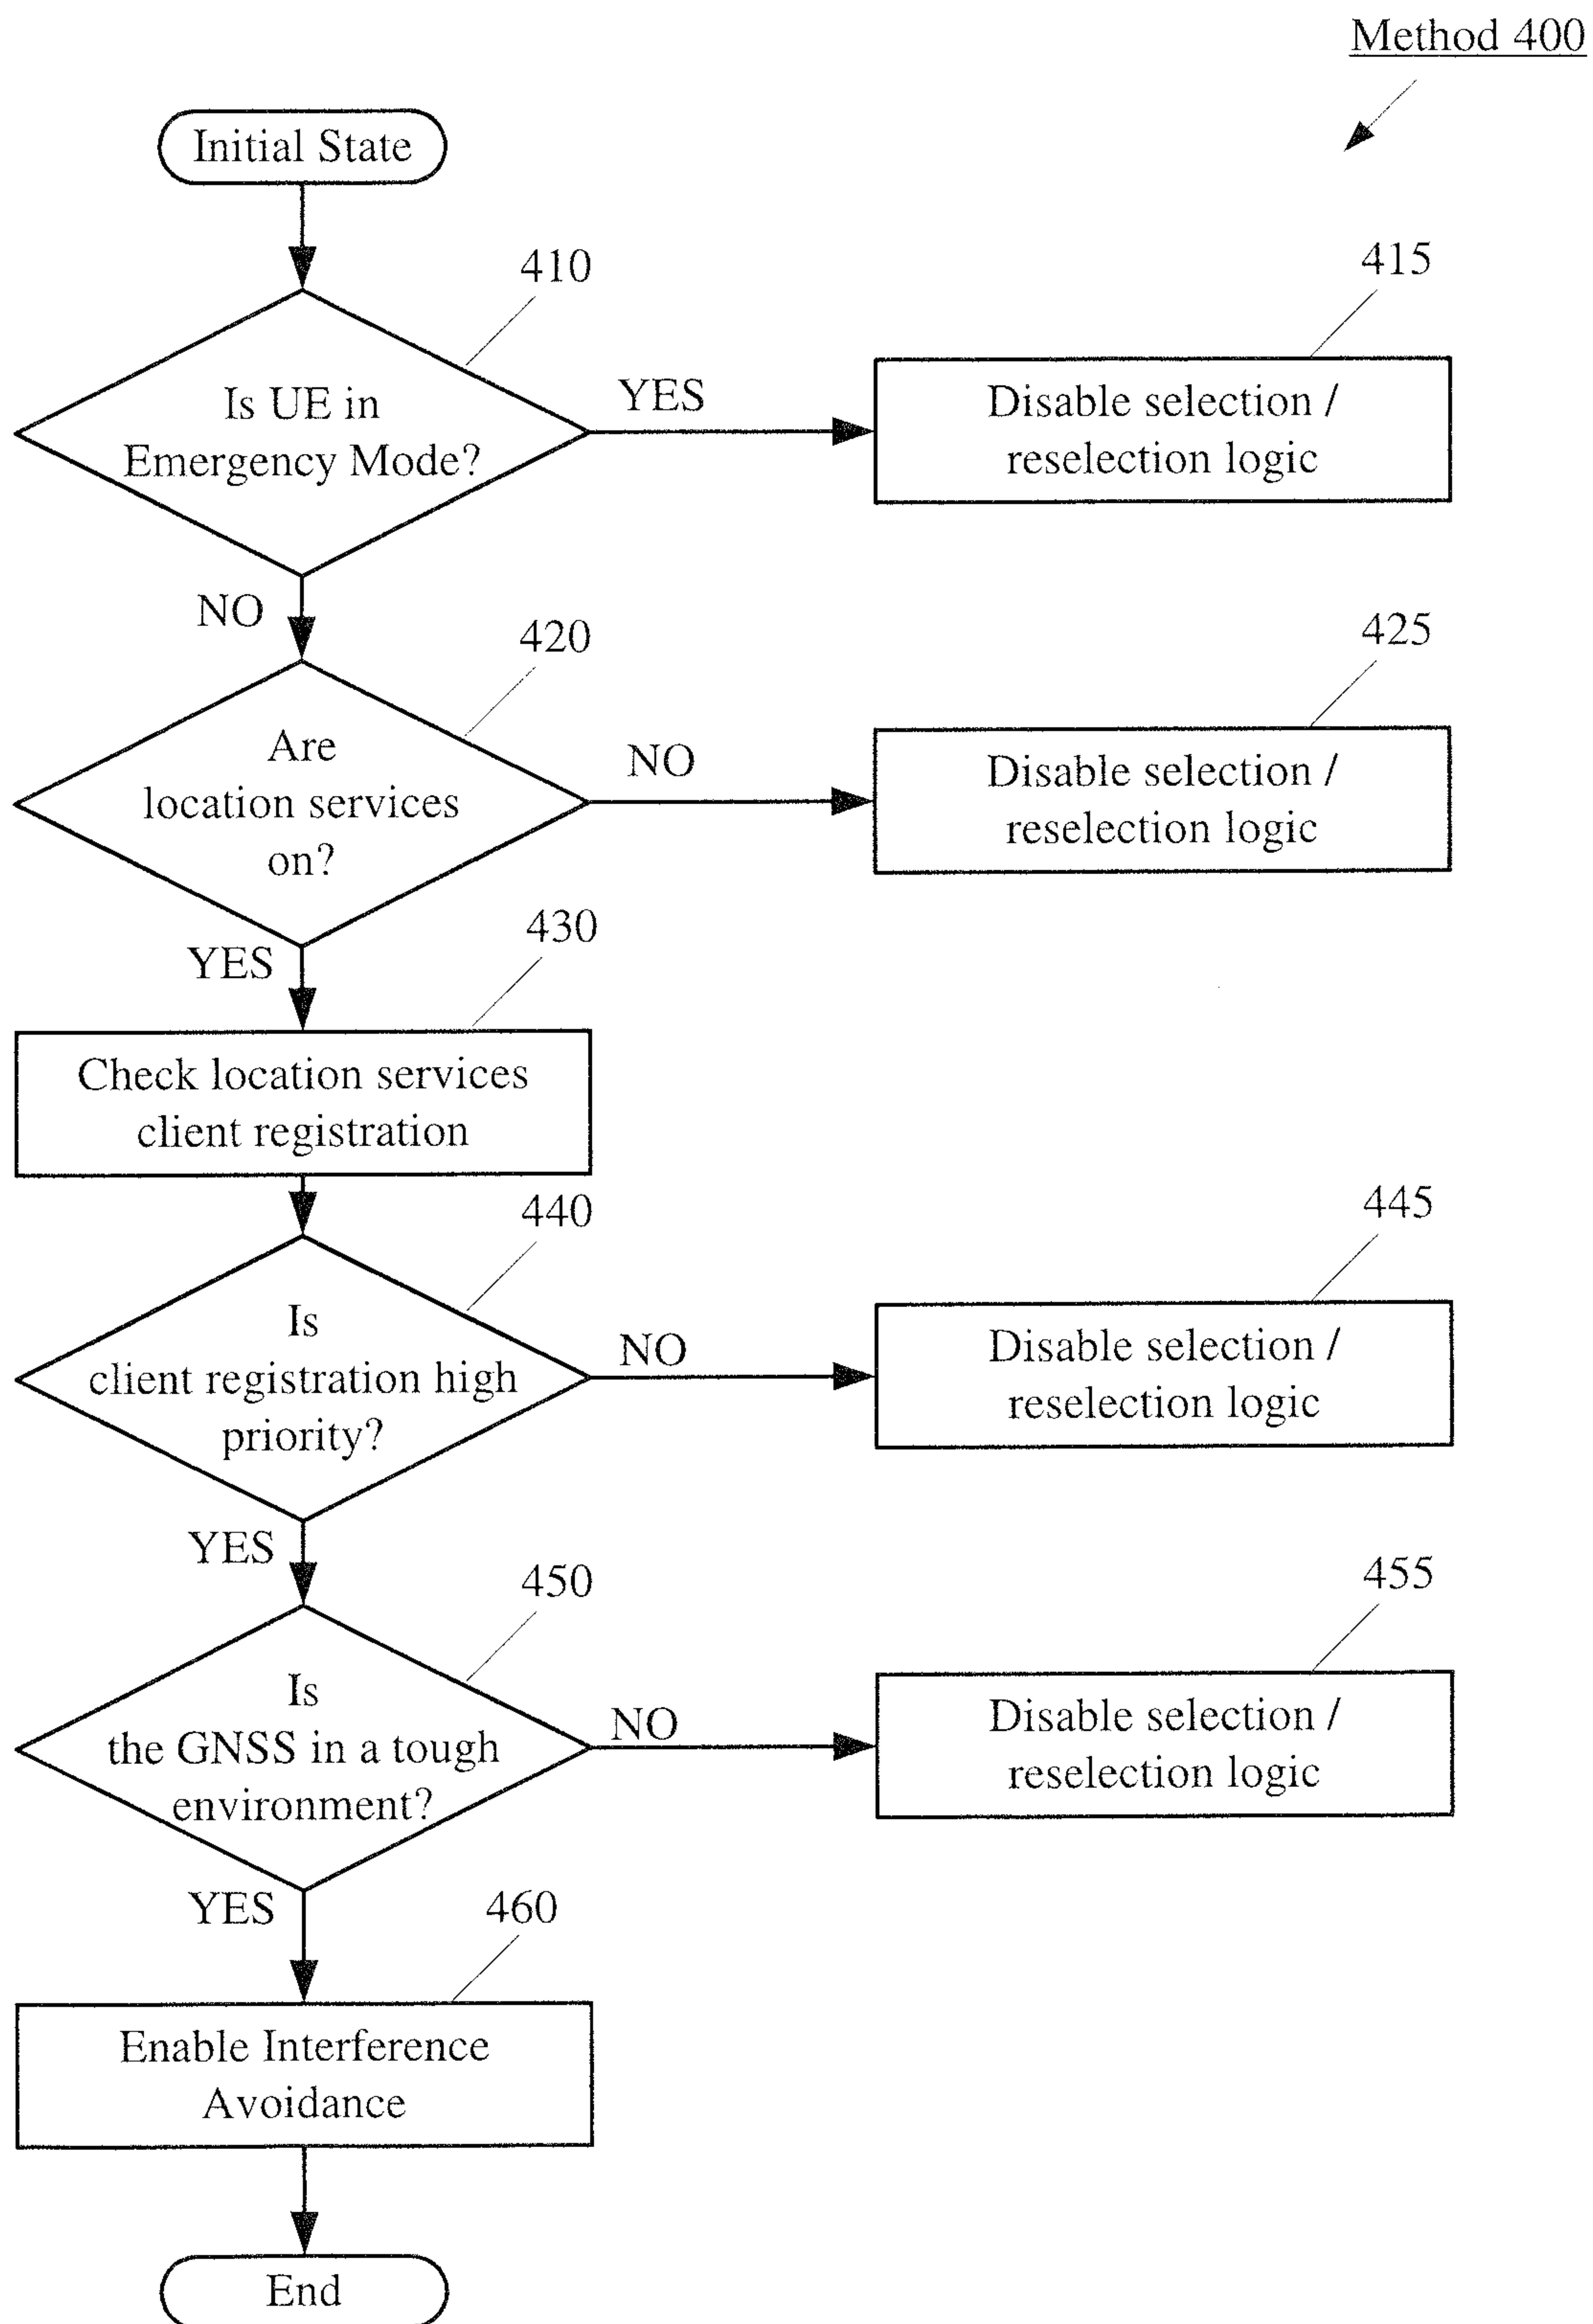 Method 400
Initial State
410
415
Is UE in
Emergency Mode?
YES
Disable selection /
reselection logic
NO
420
425
Are
location services
on?
NO
Disable selection /
reselection logic
YES
430
Check location services
client registration
440
445
Is
client registration high
priority?
NO
Disable selection /
reselection logic
YES
450
455
Is
the GNSS in a tough
environment?
NO
Disable selection /
reselection logic
YES
460
Enable Interference
Avoidance
End